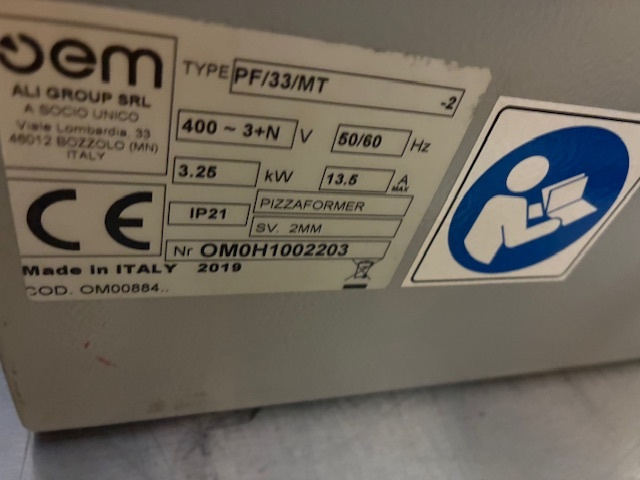 oem
ALI GROUP SRL
A SOCIO UNICO
Viale Lombardia, 33
46012 BOZZOLO (MN)
ITALY
TYPE PF/33/MT
-2
400 ~ 3+N V 50/60 Hz
3.25 kW 13.5 A MAX
CE
IP21 PIZZAFORMER
SV. 2MM
Nr OM0H1002203
Made in ITALY 2019
COD. OM00884..